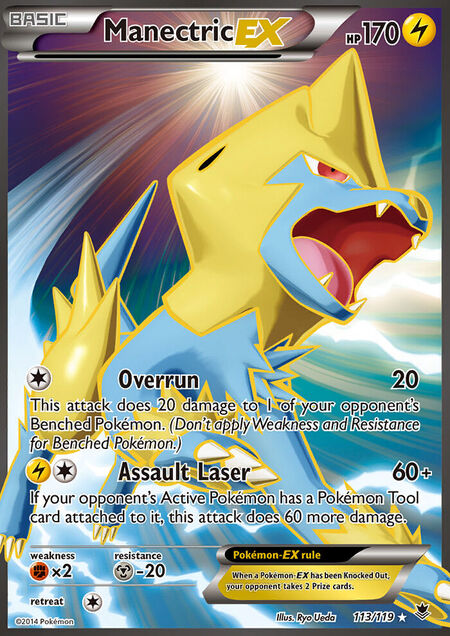 BASIC
Manectric EX
HP 170
Overrun 20
This attack does 20 damage to 1 of your opponent's
Benched Pokémon. (Don't apply Weakness and Resistance
for Benched Pokémon.)
Assault Laser 60+
If your opponent's Active Pokémon has a Pokémon Tool
card attached to it, this attack does 60 more damage.
weakness
×2
resistance
-20
retreat
Pokémon-EX rule
When a Pokémon-EX has been Knocked Out,
your opponent takes 2 Prize cards.
©2014 Pokémon
Illus. Ryo Ueda
113/119